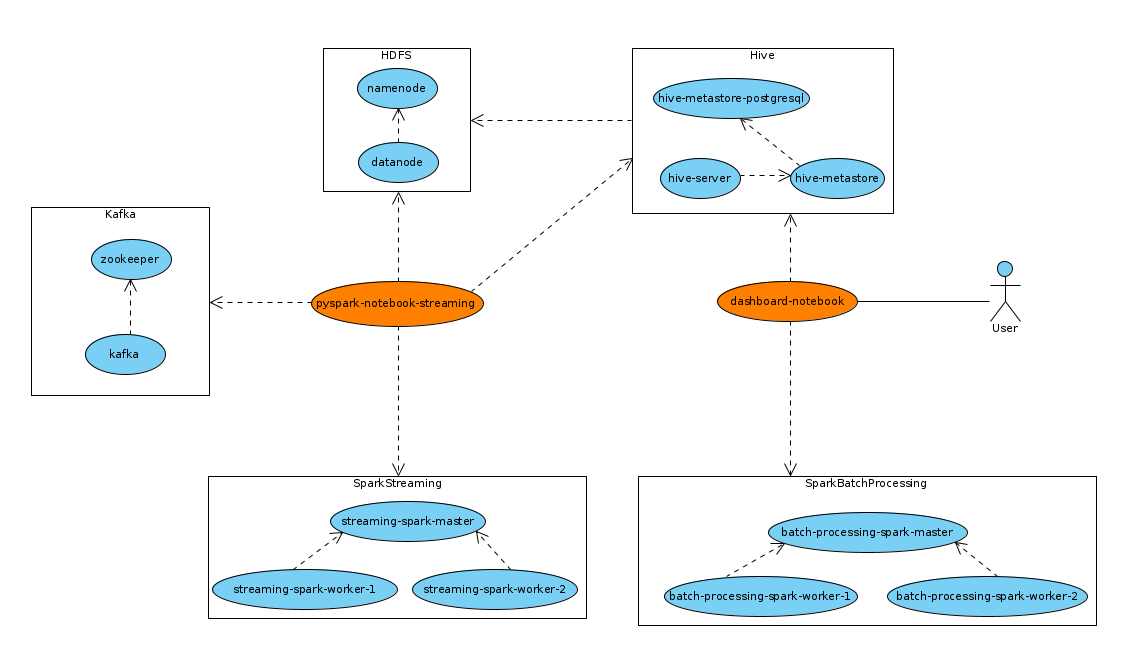 HDFS
namenode
datanode
Hive
hive-metastore-postgresql
hive-server
hive-metastore
Kafka
zookeeper
kafka
pyspark-notebook-streaming
dashboard-notebook
User
SparkStreaming
streaming-spark-master
streaming-spark-worker-1
streaming-spark-worker-2
SparkBatchProcessing
batch-processing-spark-master
batch-processing-spark-worker-1
batch-processing-spark-worker-2